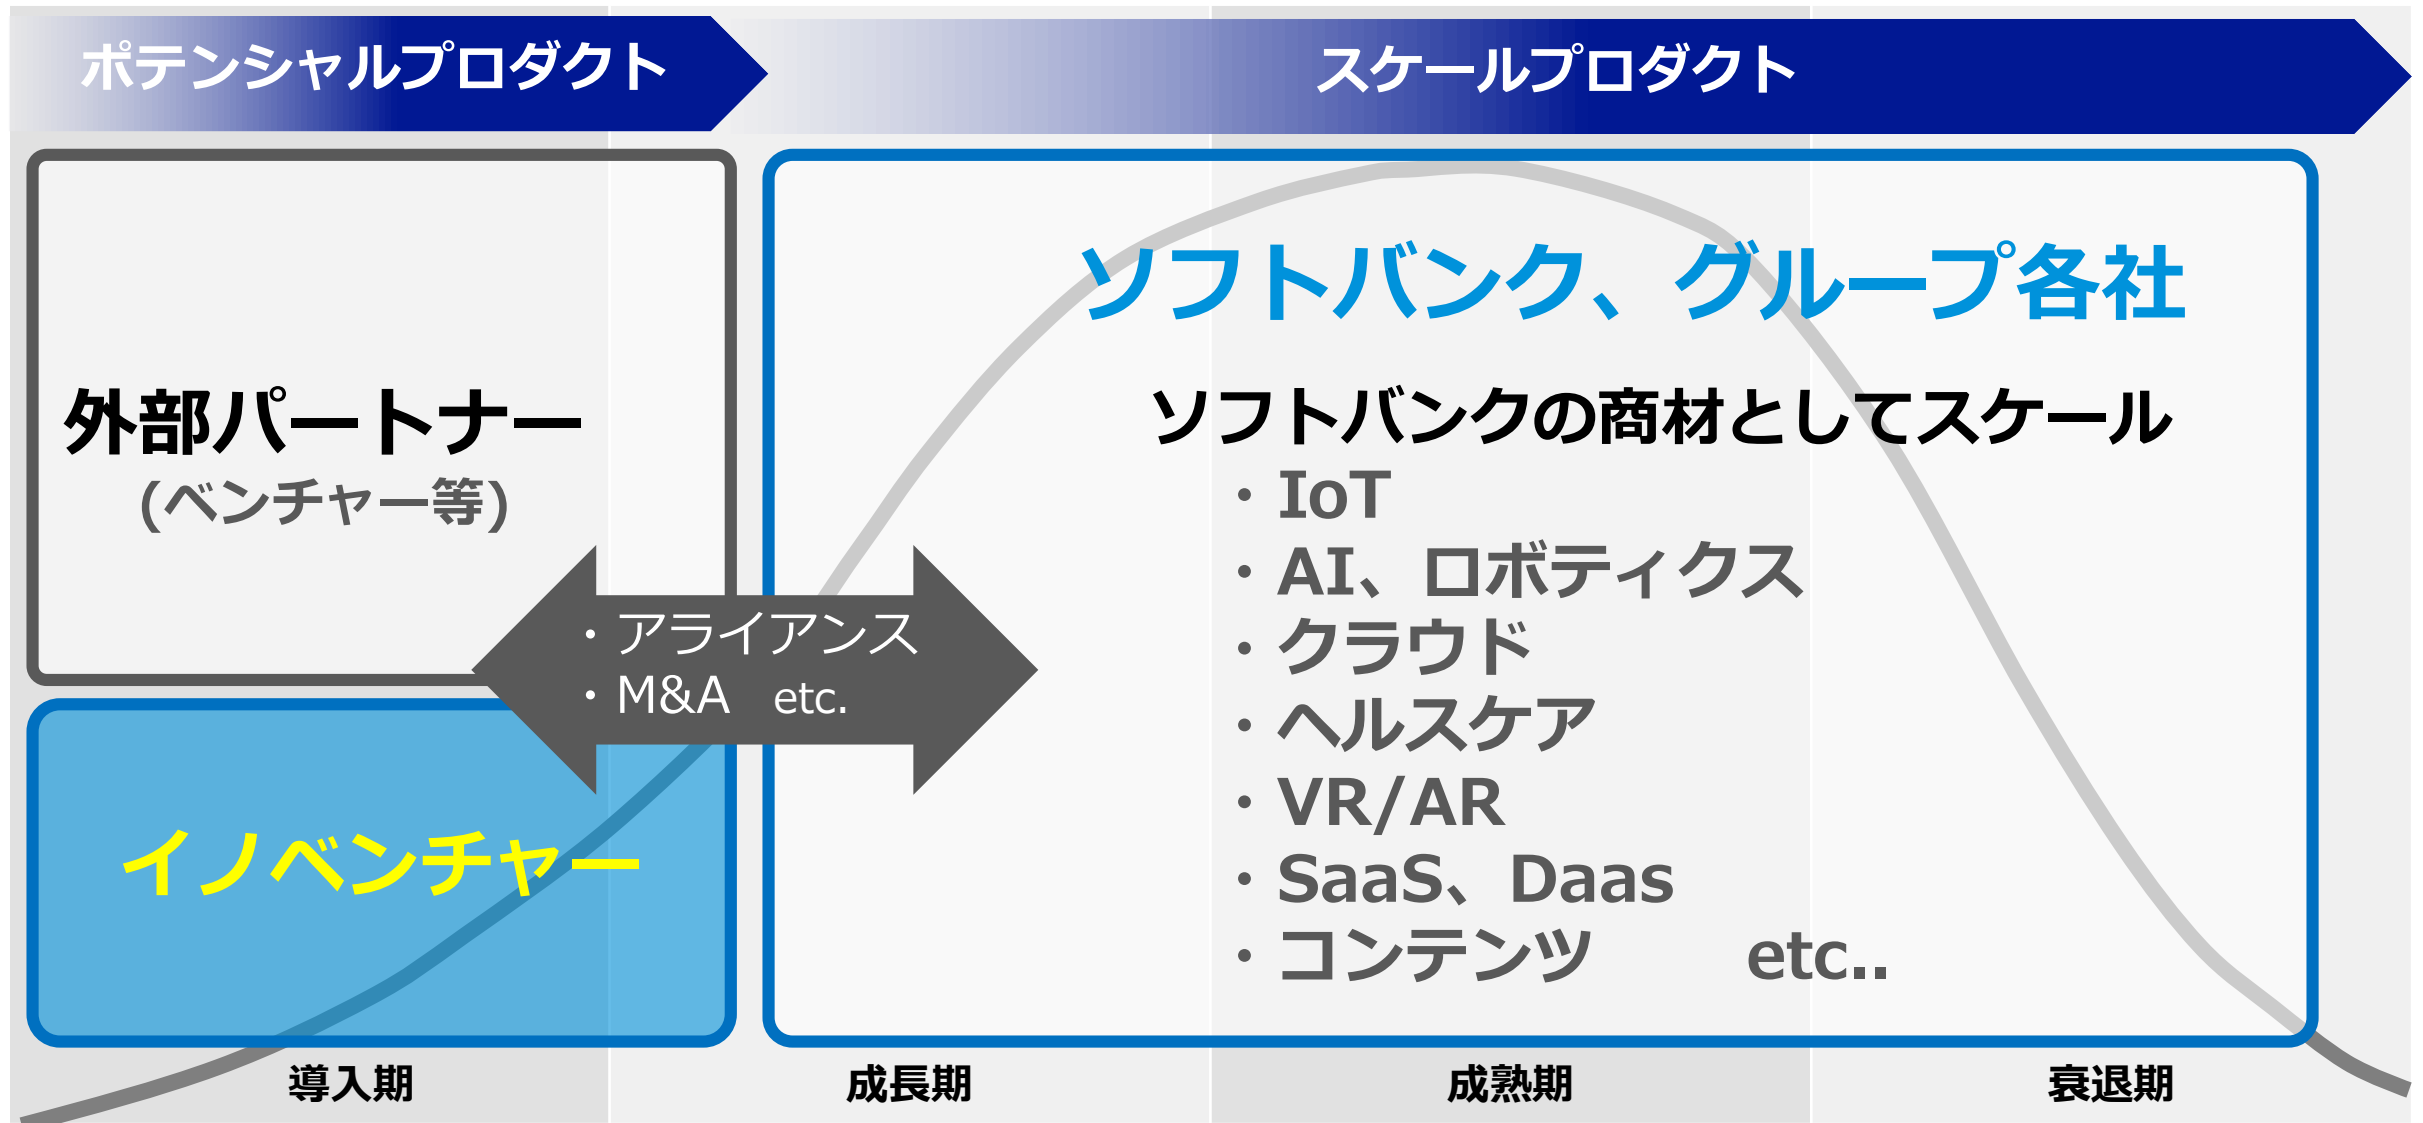 ポテンシャルプロダクト
スケールプロダクト
外部パートナー
(ベンチャー等)
イノベンチャー
・アライアンス
・M&A　etc.
ソフトバンク、グループ各社
ソフトバンクの商材としてスケール
・IoT
・AI、ロボティクス
・クラウド
・ヘルスケア
・VR/AR
・SaaS、Daas
・コンテンツ　　etc..
導入期
成長期
成熟期
衰退期